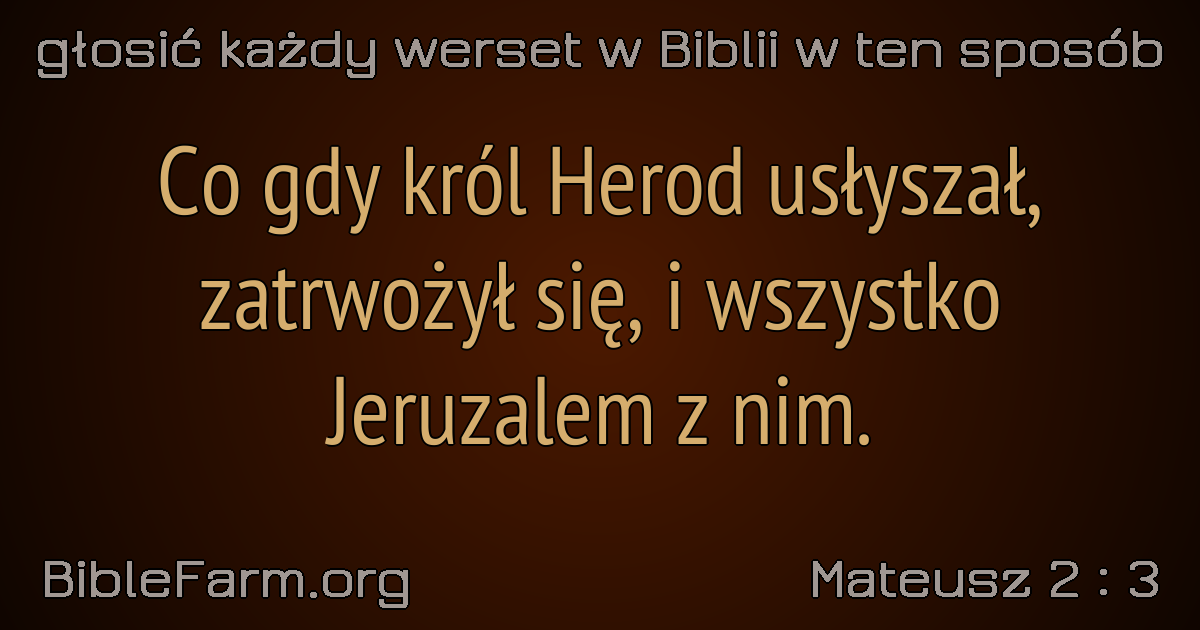 głosić każdy werset w Biblii w ten sposób
Co gdy król Herod usłyszał,
zatrwożył się, i wszystko
Jeruzalem z nim.
BibleFarm.org
Mateusz 2 : 3